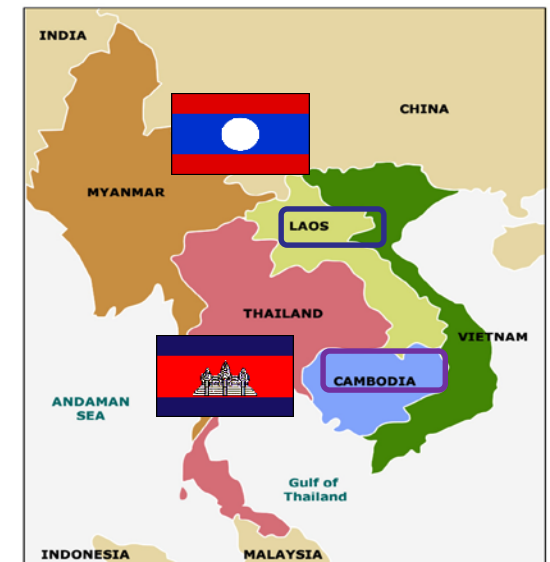 INDIA
CHINA
MYANMAR
LAOS
THAILAND
VIETNAM
CAMBODIA
ANDAMAN
SEA
Gulf of
Thailand
INDONESIA
MALAYSIA